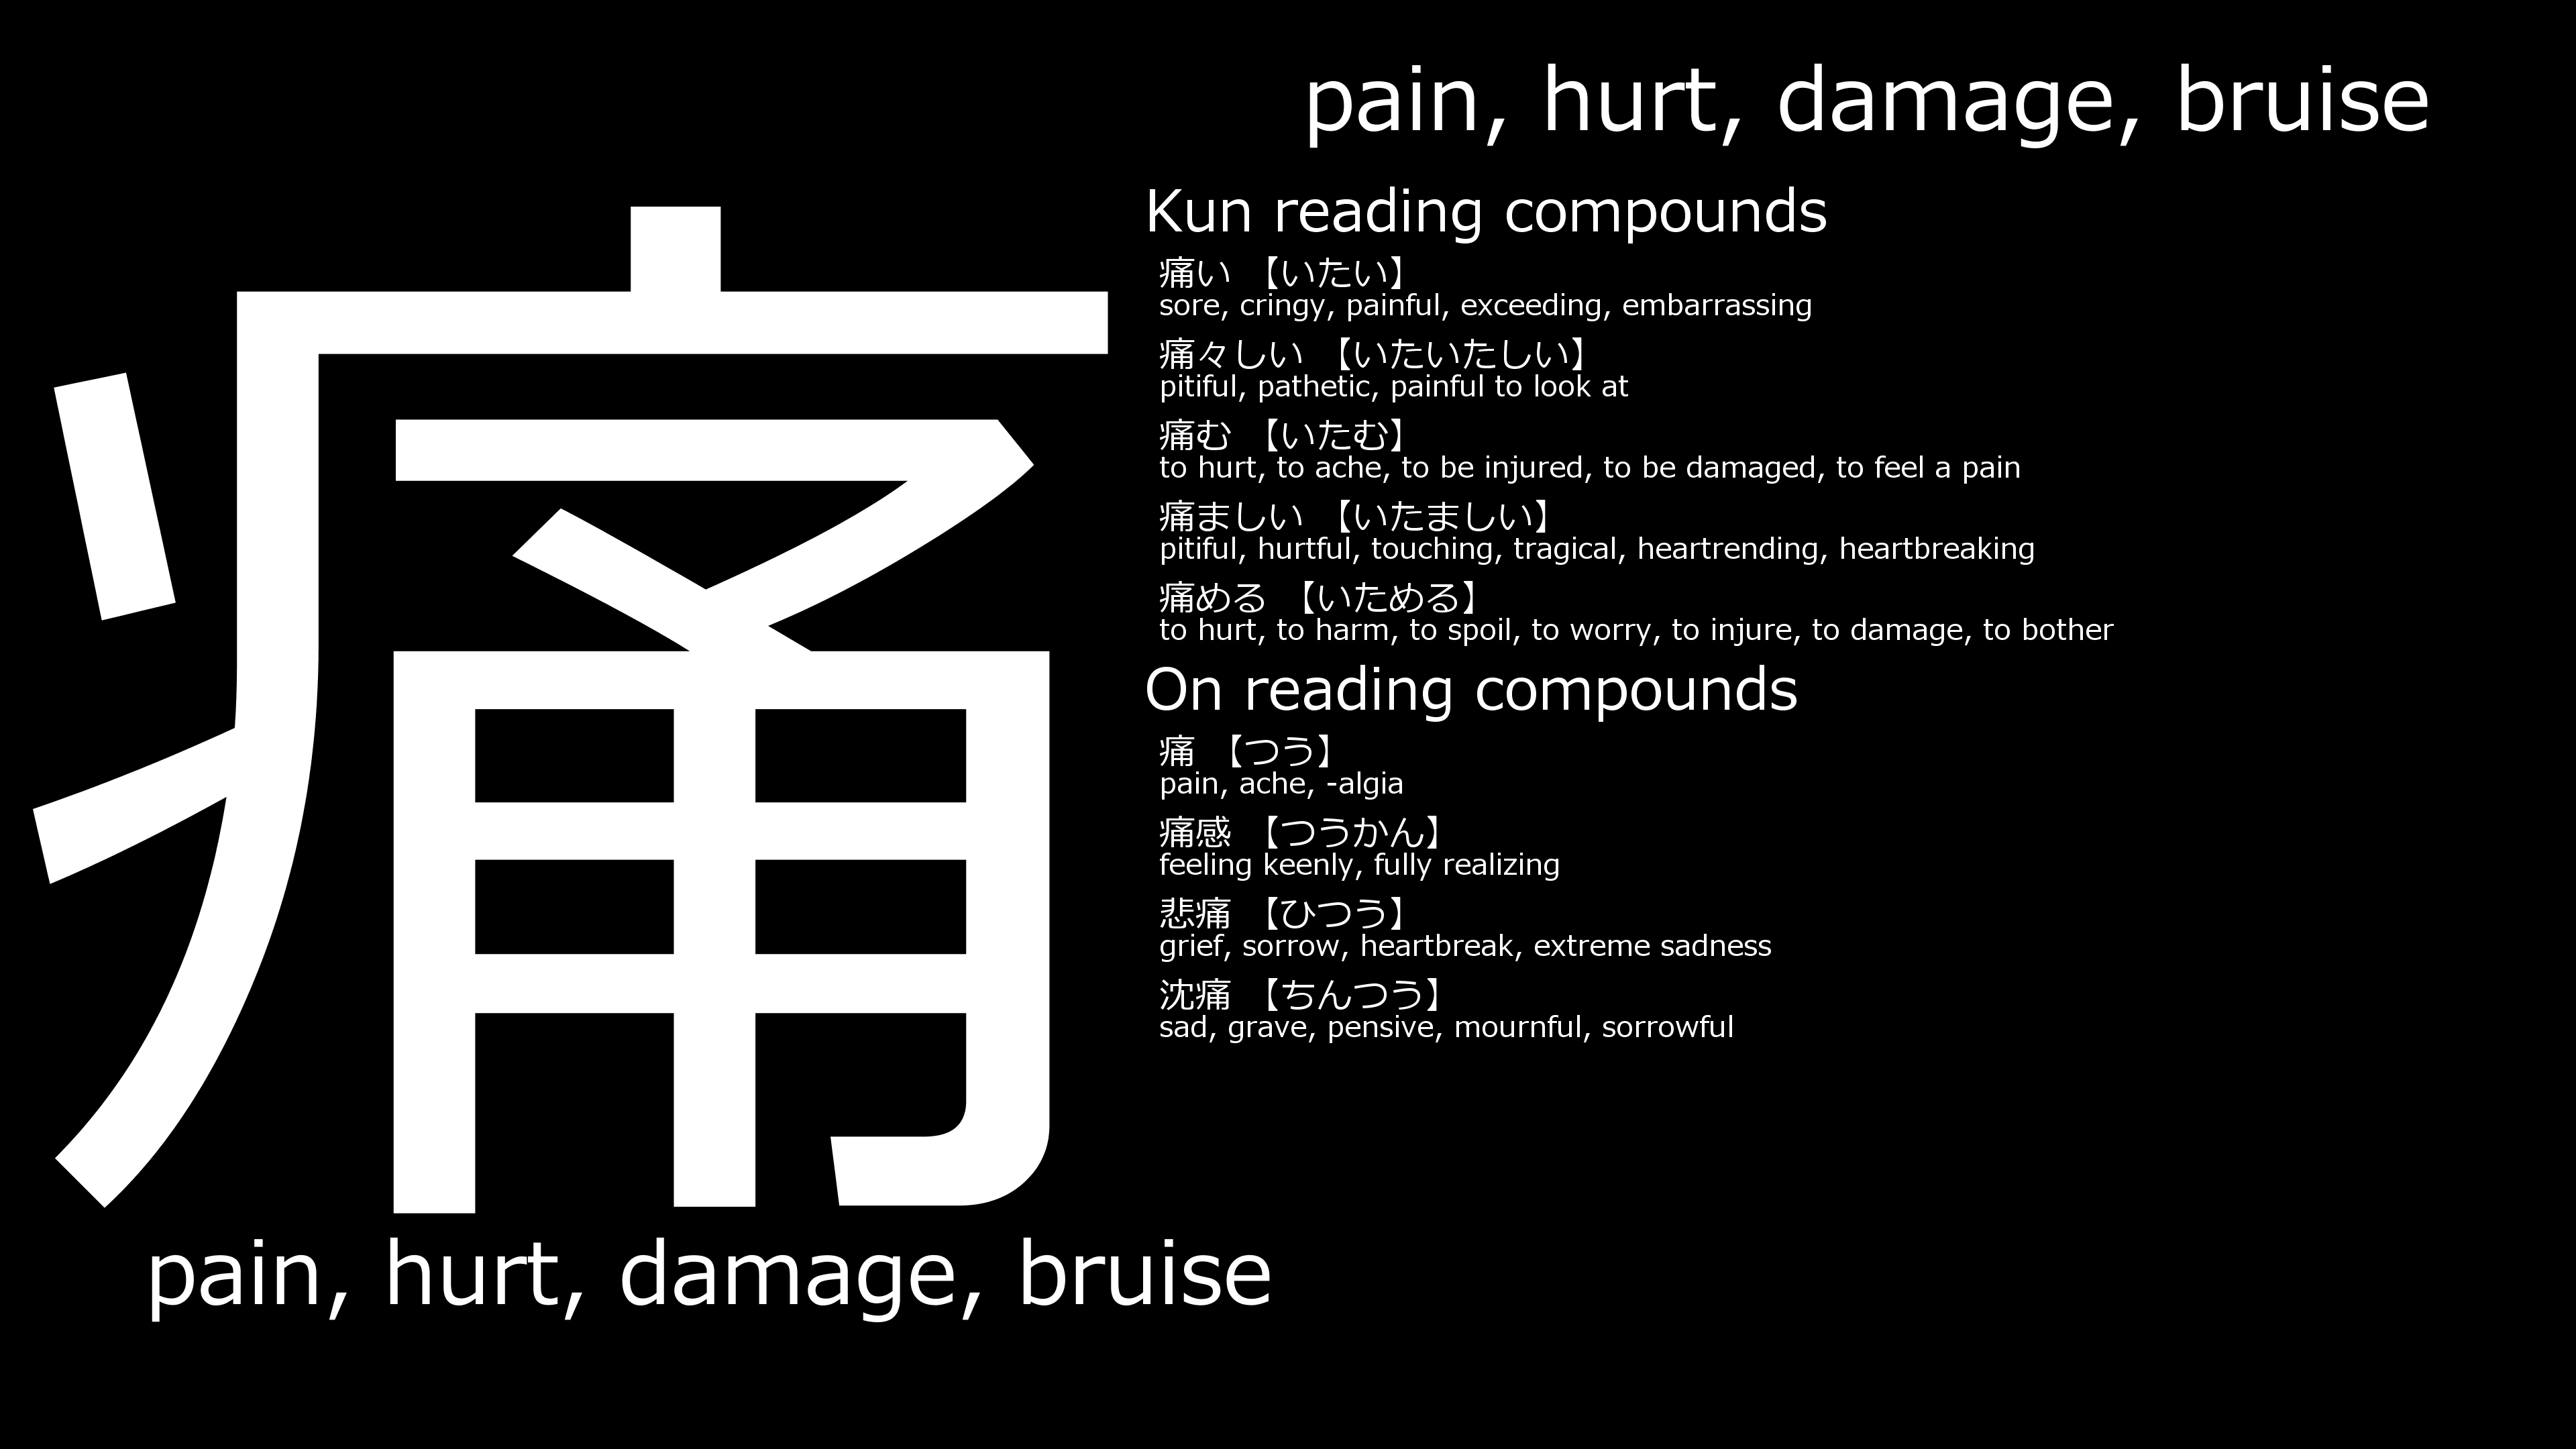 痛
pain, hurt, damage, bruise
pain, hurt, damage, bruise
Kun reading compounds
痛い 【いたい】
sore, cringy, painful, exceeding, embarrassing
痛々しい 【いたいたしい】
pitiful, pathetic, painful to look at
痛む 【いたむ】
to hurt, to ache, to be injured, to be damaged, to feel a pain
痛ましい 【いたましい】
pitiful, hurtful, touching, tragical, heartrending, heartbreaking
痛める 【いためる】
to hurt, to harm, to spoil, to worry, to injure, to damage, to bother
On reading compounds
痛 【つう】
pain, ache, -algia
痛感 【つうかん】
feeling keenly, fully realizing
悲痛 【ひつう】
grief, sorrow, heartbreak, extreme sadness
沈痛 【ちんつう】
sad, grave, pensive, mournful, sorrowful